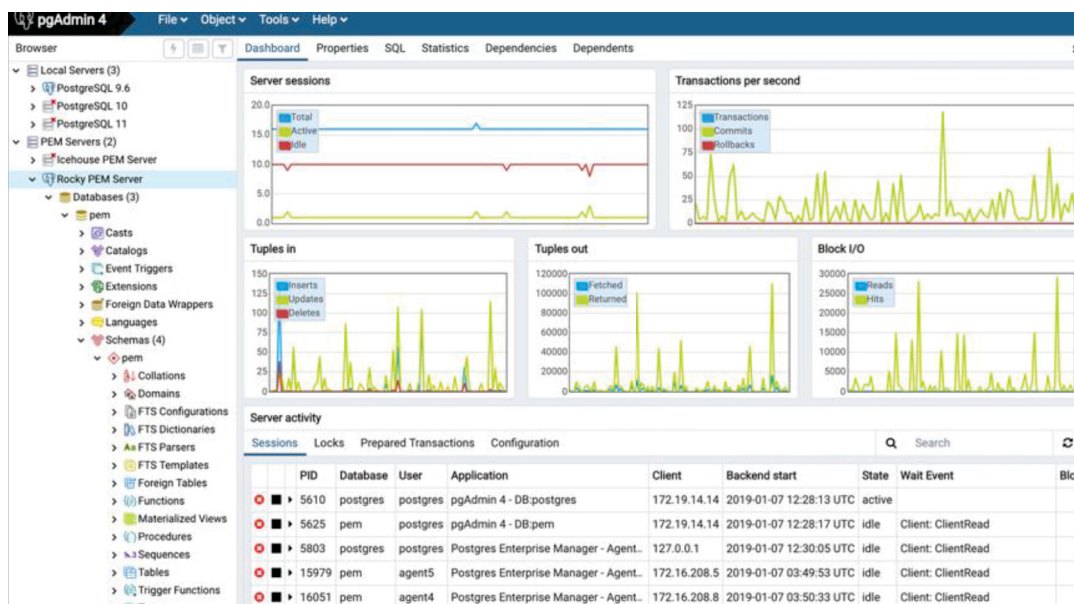 pgAdmin 4 File Object Tools Help
Browser
Dashboard Properties SQL Statistics Dependencies Dependents
Local Servers (3)
PostgreSQL 9.6
PostgreSQL 10
PostgreSQL 11
PEM Servers (2)
Icehouse PEM Server
Rocky PEM Server
Databases (3)
pem
Casts
Catalogs
Event Triggers
Extensions
Foreign Data Wrappers
Languages
Schemas (4)
pem
Collations
Domains
FTS Configurations
FTS Dictionaries
FTS Parsers
FTS Templates
Foreign Tables
Functions
Materialized Views
Procedures
Sequences
Tables
Trigger Functions
Server sessions
20.0
15.0
10.0
5.0
0.0
Total
Active
Idle
Transactions per second
125
100
75
50
25
0
Transactions
Commits
Rollbacks
Tuples in
150
125
100
75
50
25
0
Inserts
Updates
Deletes
Tuples out
120000
100000
80000
60000
40000
20000
0
Fetched
Returned
Block I/O
30000
25000
20000
15000
10000
5000
0
Reads
Hits
Server activity
Sessions Locks Prepared Transactions Configuration Search
PID Database User Application Client Backend start State Wait Event Blo
5610 postgres postgres pgAdmin 4 - DB:postgres 172.19.14.14 2019-01-07 12:28:13 UTC active
5625 pem postgres pgAdmin 4 - DB:pem 172.19.14.14 2019-01-07 12:28:17 UTC idle Client: ClientRead
5803 postgres postgres Postgres Enterprise Manager - Agent... 127.0.0.1 2019-01-07 12:30:05 UTC idle Client: ClientRead
15979 pem agent5 Postgres Enterprise Manager - Agent... 172.16.208.5 2019-01-07 03:49:53 UTC idle Client: ClientRead
16051 pem agent4 Postgres Enterprise Manager - Agent... 172.16.208.8 2019-01-07 03:50:33 UTC idle Client: ClientRead